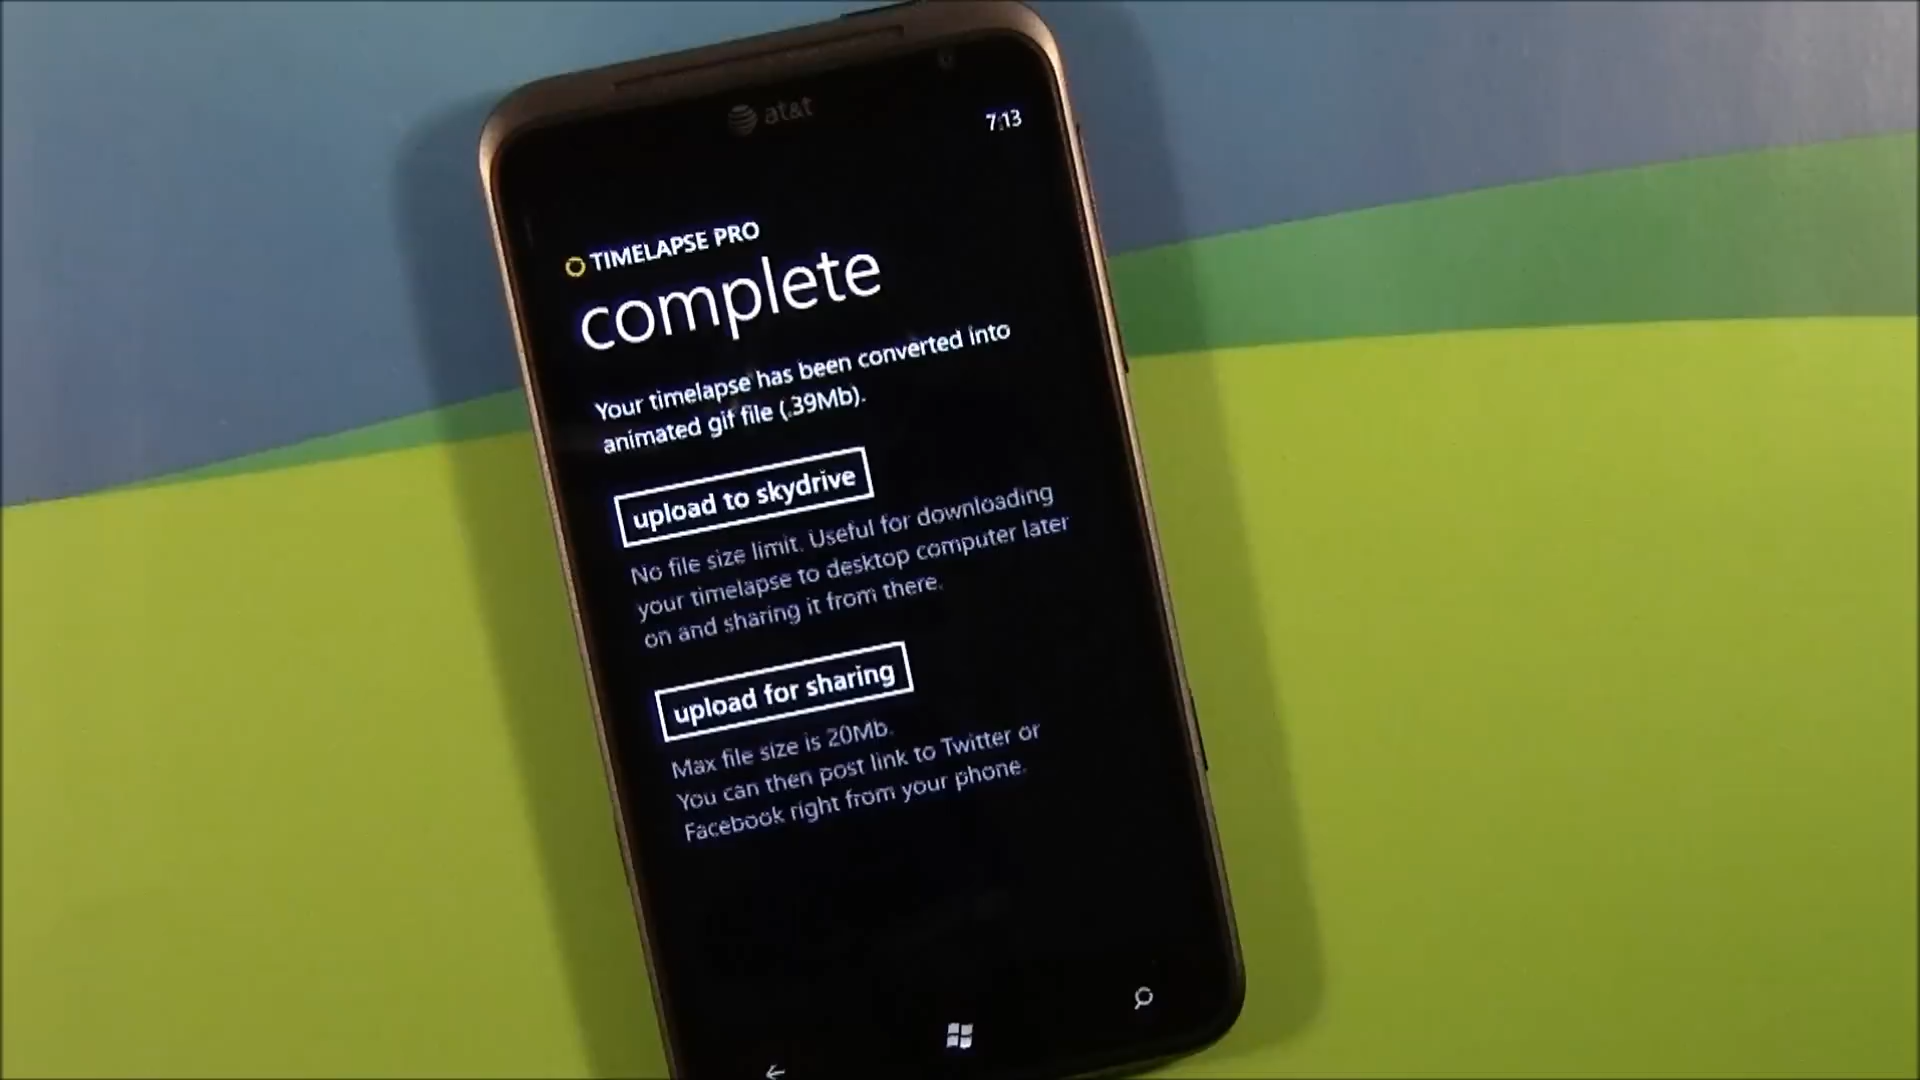 at&t
7:13
TIMELAPSE PRO
complete
Your timelapse has been converted into
animated gif file (.39Mb).
upload to skydrive
No file size limit. Useful for downloading
your timelapse to desktop computer later
on and sharing it from there.
upload for sharing
Max file size is 20Mb.
You can then post link to Twitter or
Facebook right from your phone.